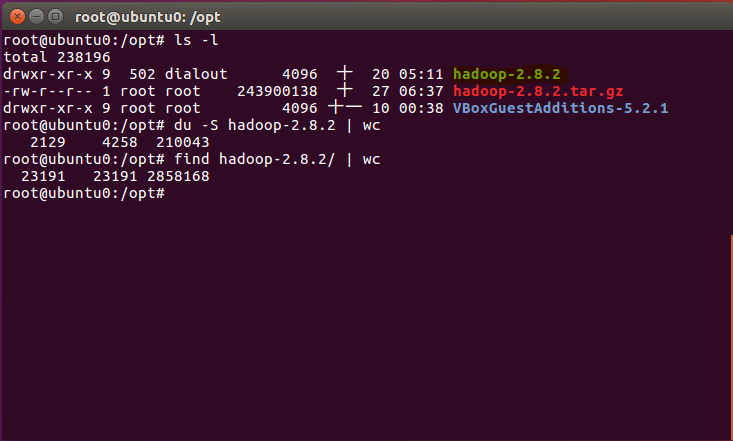 root@ubuntu0: /opt
root@ubuntu0:/opt# ls -l
total 238196
drwxr-xr-x 9  502 dialout      4096  十  20 05:11 hadoop-2.8.2
-rw-r--r-- 1 root root    243900138  十  27 06:37 hadoop-2.8.2.tar.gz
drwxr-xr-x 9 root root         4096 十一 10 00:38 VBoxGuestAdditions-5.2.1
root@ubuntu0:/opt# du -S hadoop-2.8.2 | wc
   2129    4258  210043
root@ubuntu0:/opt# find hadoop-2.8.2/ | wc
  23191   23191 2858168
root@ubuntu0:/opt#